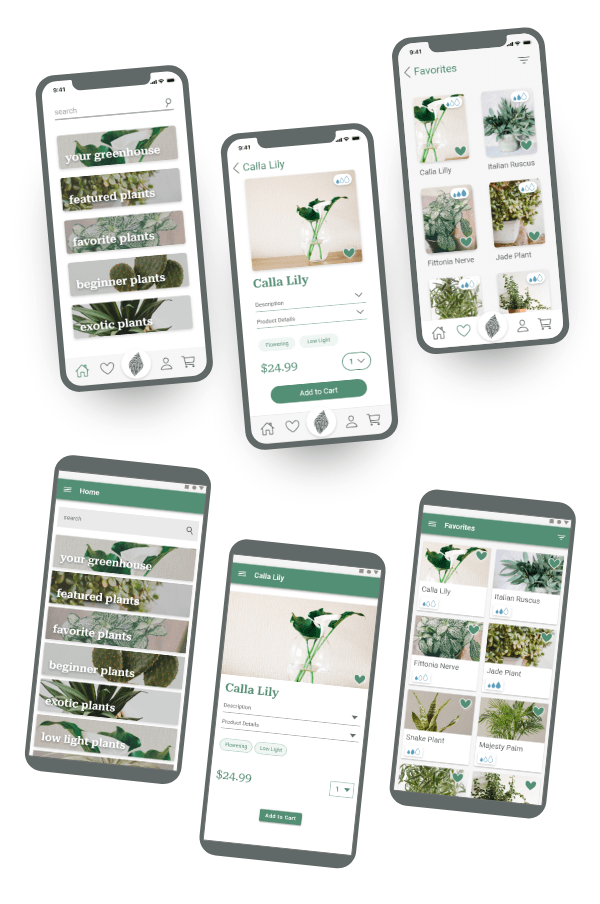 9:41
search
your greenhouse
featured plants
favorite plants
beginner plants
exotic plants
9:41
Calla Lily
Calla Lily
Description
Product Details
Flowering
Low Light
$24.99
1
Add to Cart
9:41
Favorites
Calla Lilly
Italian Ruscus
Fittonia Nerve
Jade Plant
Home
search
your greenhouse
featured plants
favorite plants
beginner plants
exotic plants
low light plants
Calla Lily
Calla Lily
Description
Product Details
Flowering
Low Light
$24.99
1
Add to Cart
Favorites
Calla Lily
Italian Ruscus
Fittonia Nerve
Jade Plant
Snake Plant
Majesty Palm